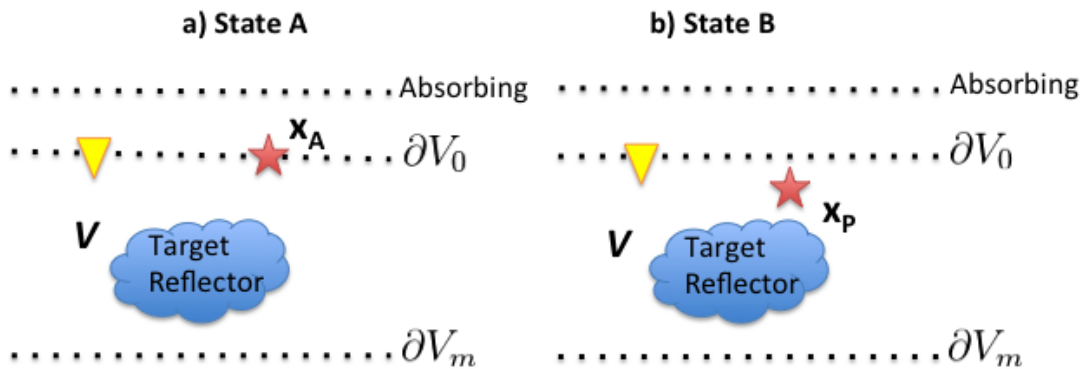 a) State A
b) State B
Absorbing
Absorbing
x_A
∂V_0
∂V_0
V
Target
Reflector
x_P
V
Target
Reflector
∂V_m
∂V_m